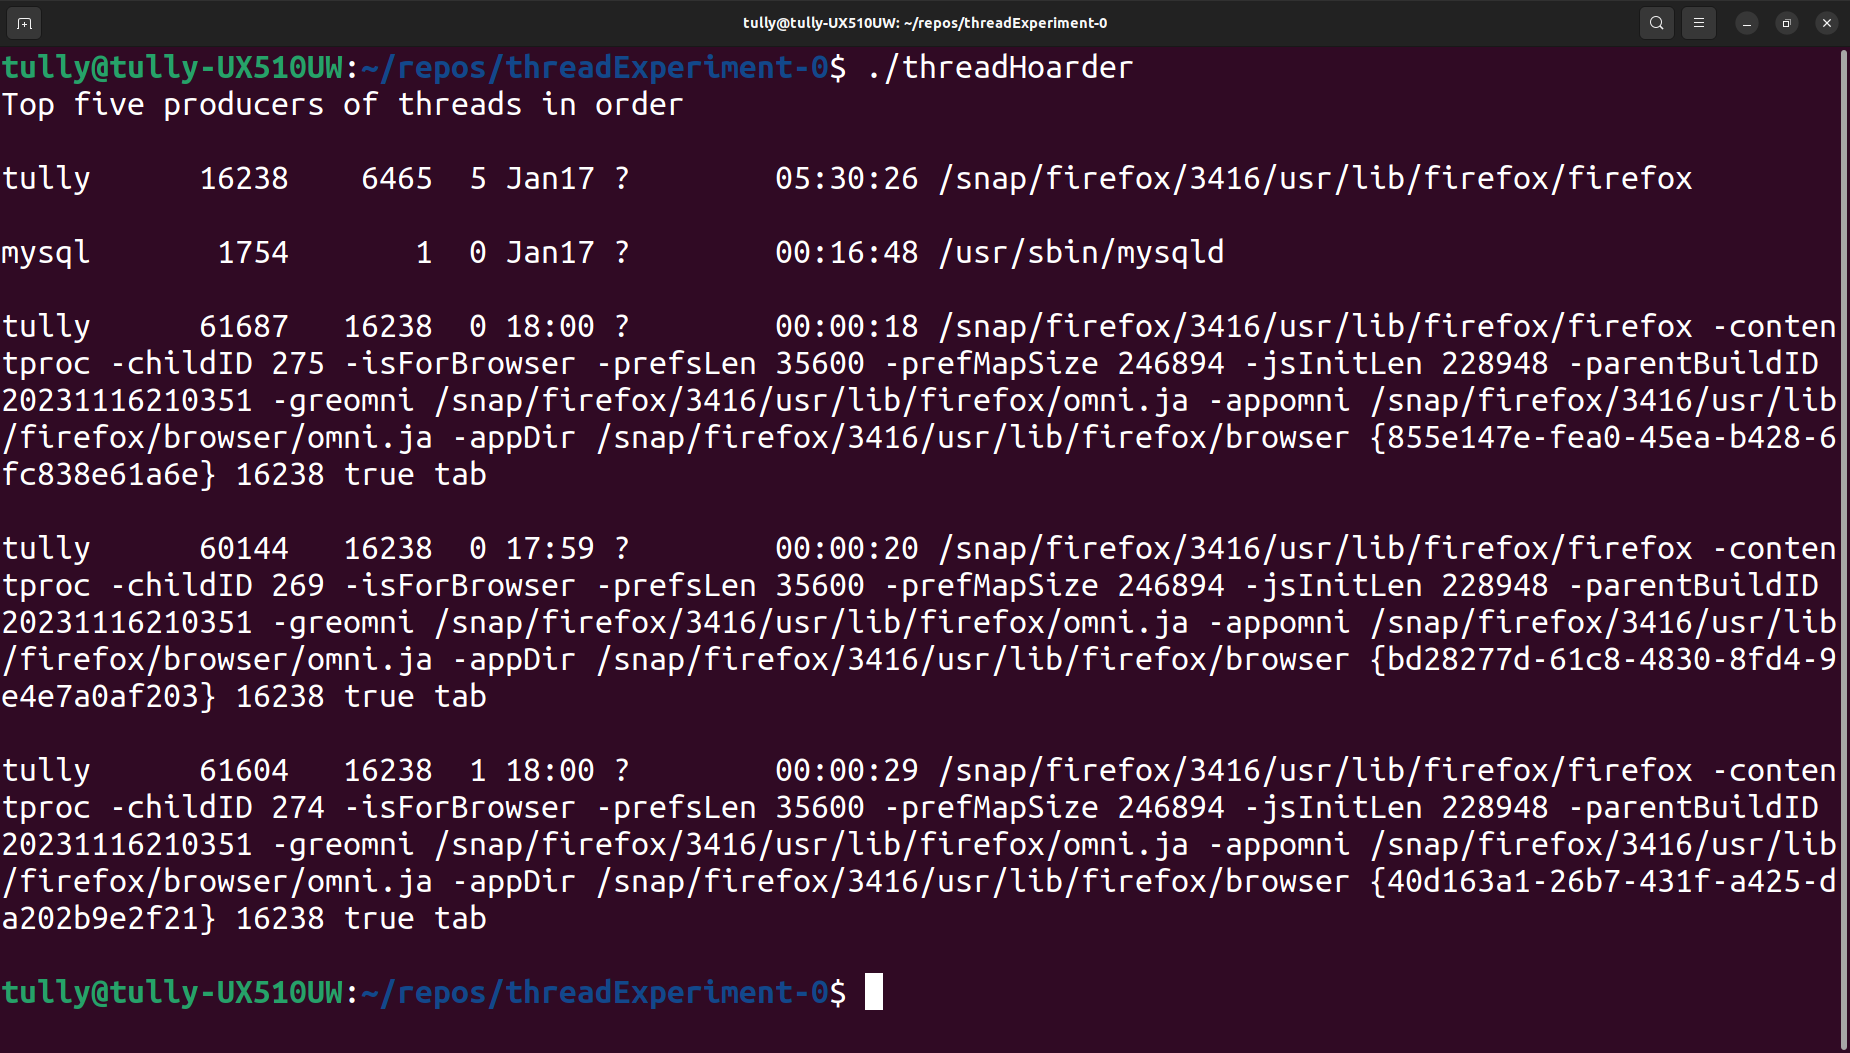 tully@tully-UX510UW: ~/repos/threadExperiment-0
tully@tully-UX510UW:~/repos/threadExperiment-0$ ./threadHoarder
Top five producers of threads in order
tully      16238    6465  5 Jan17 ?        05:30:26 /snap/firefox/3416/usr/lib/firefox/firefox
mysql       1754       1  0 Jan17 ?        00:16:48 /usr/sbin/mysqld
tully      61687   16238  0 18:00 ?        00:00:18 /snap/firefox/3416/usr/lib/firefox/firefox -conten
tproc -childID 275 -isForBrowser -prefsLen 35600 -prefMapSize 246894 -jsInitLen 228948 -parentBuildID
20231116210351 -greomni /snap/firefox/3416/usr/lib/firefox/omni.ja -appomni /snap/firefox/3416/usr/lib
/firefox/browser/omni.ja -appDir /snap/firefox/3416/usr/lib/firefox/browser {855e147e-fea0-45ea-b428-6
fc838e61a6e} 16238 true tab
tully      60144   16238  0 17:59 ?        00:00:20 /snap/firefox/3416/usr/lib/firefox/firefox -conten
tproc -childID 269 -isForBrowser -prefsLen 35600 -prefMapSize 246894 -jsInitLen 228948 -parentBuildID
20231116210351 -greomni /snap/firefox/3416/usr/lib/firefox/omni.ja -appomni /snap/firefox/3416/usr/lib
/firefox/browser/omni.ja -appDir /snap/firefox/3416/usr/lib/firefox/browser {bd28277d-61c8-4830-8fd4-9
e4e7a0af203} 16238 true tab
tully      61604   16238  1 18:00 ?        00:00:29 /snap/firefox/3416/usr/lib/firefox/firefox -conten
tproc -childID 274 -isForBrowser -prefsLen 35600 -prefMapSize 246894 -jsInitLen 228948 -parentBuildID
20231116210351 -greomni /snap/firefox/3416/usr/lib/firefox/omni.ja -appomni /snap/firefox/3416/usr/lib
/firefox/browser/omni.ja -appDir /snap/firefox/3416/usr/lib/firefox/browser {40d163a1-26b7-431f-a425-d
a202b9e2f21} 16238 true tab
tully@tully-UX510UW:~/repos/threadExperiment-0$